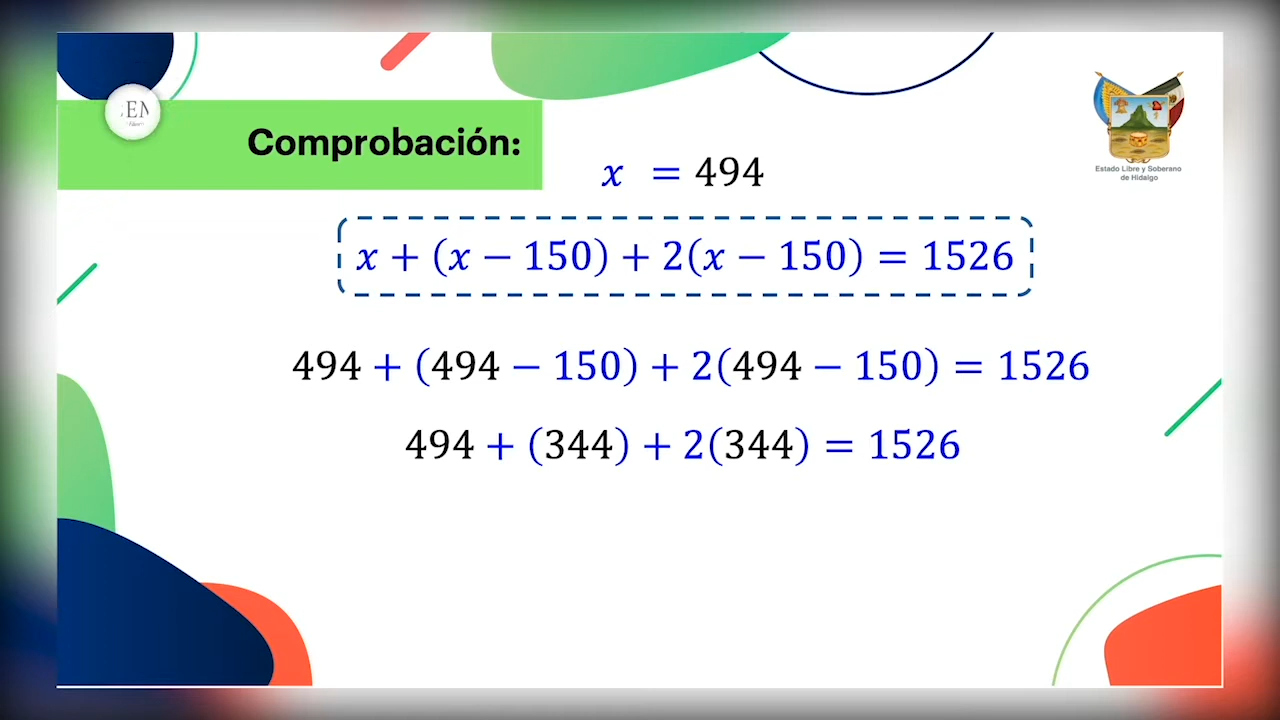 Comprobación:
x = 494
x + (x − 150) + 2(x − 150) = 1526
494 + (494 − 150) + 2(494 − 150) = 1526
494 + (344) + 2(344) = 1526
Estado Libre y Soberano
de Hidalgo